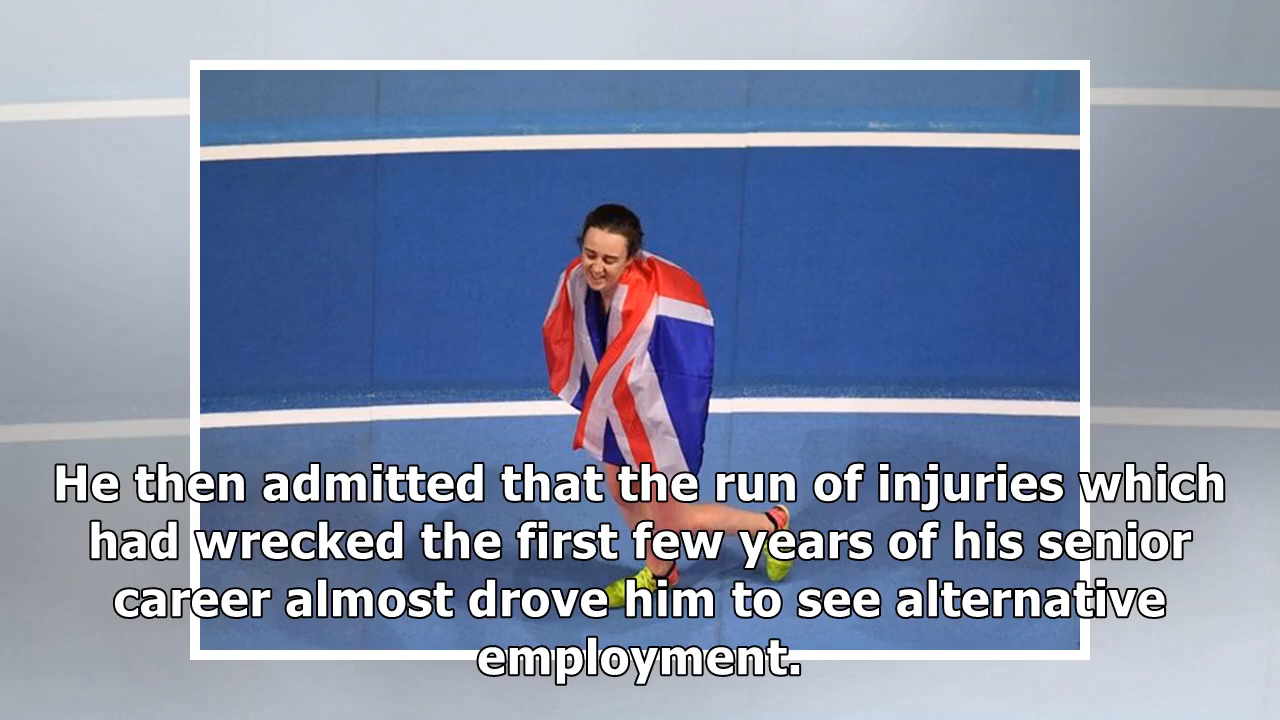 He then admitted that the run of injuries which
had wrecked the first few years of his senior
career almost drove him to see alternative
employment.